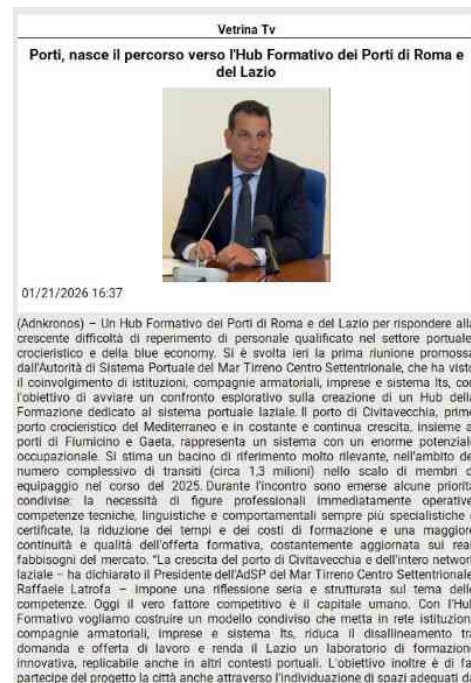 Vetrina Tv
Porti, nasce il percorso verso l'Hub Formativo dei Porti di Roma e
del Lazio
01/21/2026 16:37
(Adnkronos) – Un Hub Formativo dei Porti di Roma e del Lazio per rispondere alla
crescente difficoltà di reperimento di personale qualificato nel settore portuale,
crocieristico e della blue economy. Si è svolta ieri la prima riunione promossa
dall'Autorità di Sistema Portuale del Mar Tirreno Centro Settentrionale, che ha visto
il coinvolgimento di istituzioni, compagnie armatoriali, imprese e sistema Its, con
l'obiettivo di avviare un confronto esplorativo sulla creazione di un Hub della
Formazione dedicato al sistema portuale laziale. Il porto di Civitavecchia, primo
porto crocieristico del Mediterraneo e in costante e continua crescita, insieme ai
porti di Fiumicino e Gaeta, rappresenta un sistema con un enorme potenziale
occupazionale. Si stima un bacino di riferimento molto rilevante, nell'ambito del
numero complessivo di transiti (circa 1,3 milioni) nello scalo di membri di
equipaggio nel corso del 2025. Durante l'incontro sono emerse alcune priorità
condivise: la necessità di figure professionali immediatamente operative,
competenze tecniche, linguistiche e comportamentali sempre più specialistiche e
certificate, la riduzione dei tempi e dei costi di formazione e una maggiore
continuità e qualità dell'offerta formativa, costantemente aggiornata sui reali
fabbisogni del mercato. "La crescita del porto di Civitavecchia e dell'intero network
laziale – ha dichiarato il Presidente dell'AdSP del Mar Tirreno Centro Settentrionale,
Raffaele Latrofa – impone una riflessione seria e strutturata sul tema delle
competenze. Oggi il vero fattore competitivo è il capitale umano. Con l'Hub
Formativo vogliamo costruire un modello condiviso che metta in rete istituzioni,
compagnie armatoriali, imprese e sistema Its, riduca il disallineamento tra
domanda e offerta di lavoro e renda il Lazio un laboratorio di formazione
innovativa, replicabile anche in altri contesti portuali. L'obiettivo inoltre è di far
partecipe del progetto la città anche attraverso l'individuazione di spazi adeguati di